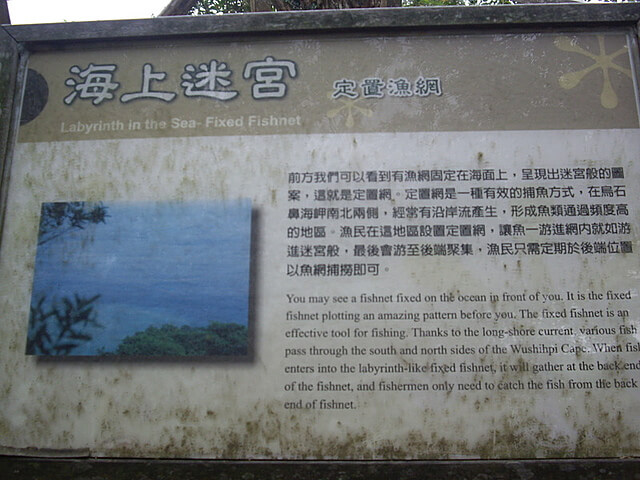 海上迷宮 定置漁網
Labyrinth in the Sea- Fixed Fishnet
前方我們可以看到有漁網固定在海面上，呈現出迷宮般的圖
案，這就是定置網。定置網是一種有效的捕魚方式，在烏石
鼻海岬南北兩側，經常有沿岸流產生，形成魚類通過頻度高
的地區。漁民在這地區設置定置網，讓魚一游進網內就如游
進迷宮般，最後會游至後端聚集，漁民只需定期於後端位置
以魚網捕撈即可。
You may see a fishnet fixed on the ocean in front of you. It is the fixed
fishnet plotting an amazing pattern before you. The fixed fishnet is an
effective tool for fishing. Thanks to the long-shore current, various fish
pass through the south and north sides of the Wushihpi Cape. When fish
enters into the labyrinth-like fixed fishnet, it will gather at the back end
of the fishnet, and fishermen only need to catch the fish from the back
end of fishnet.